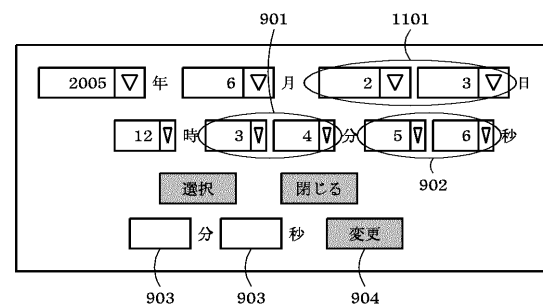 901 1101
2005 年 6 月 2 3 日
12 時 3 4 分 5 6 秒
選択 閉じる 902
分 秒 変更
903 903 904